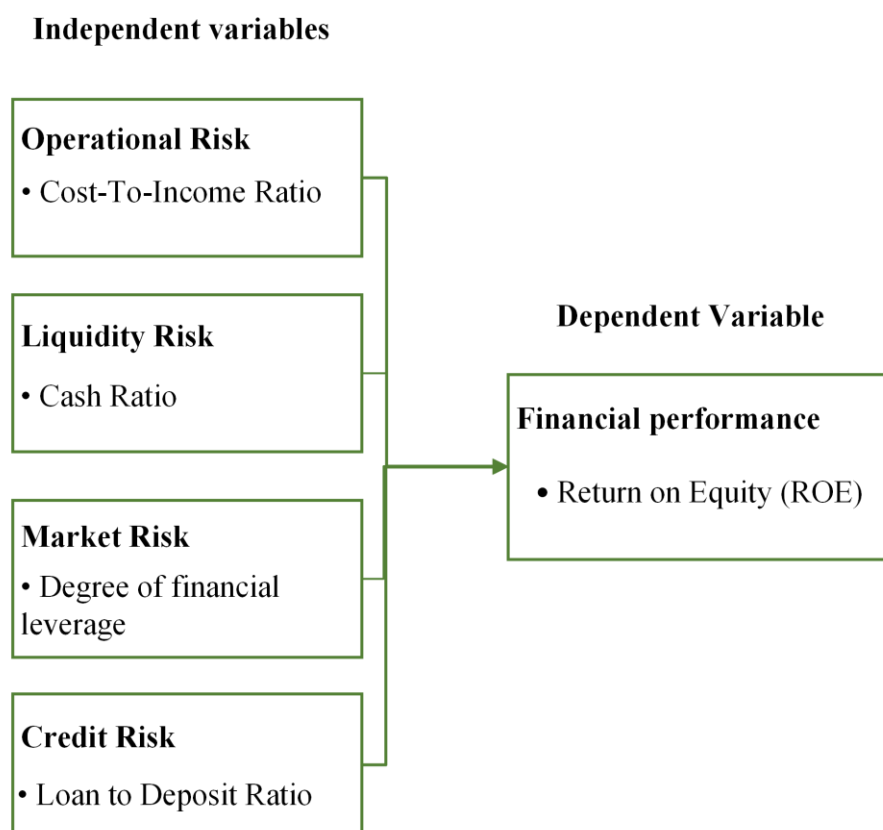 Independent variables
Operational Risk
• Cost-To-Income Ratio
Liquidity Risk
• Cash Ratio
Market Risk
• Degree of financial
leverage
Credit Risk
• Loan to Deposit Ratio
Dependent Variable
Financial performance
• Return on Equity (ROE)